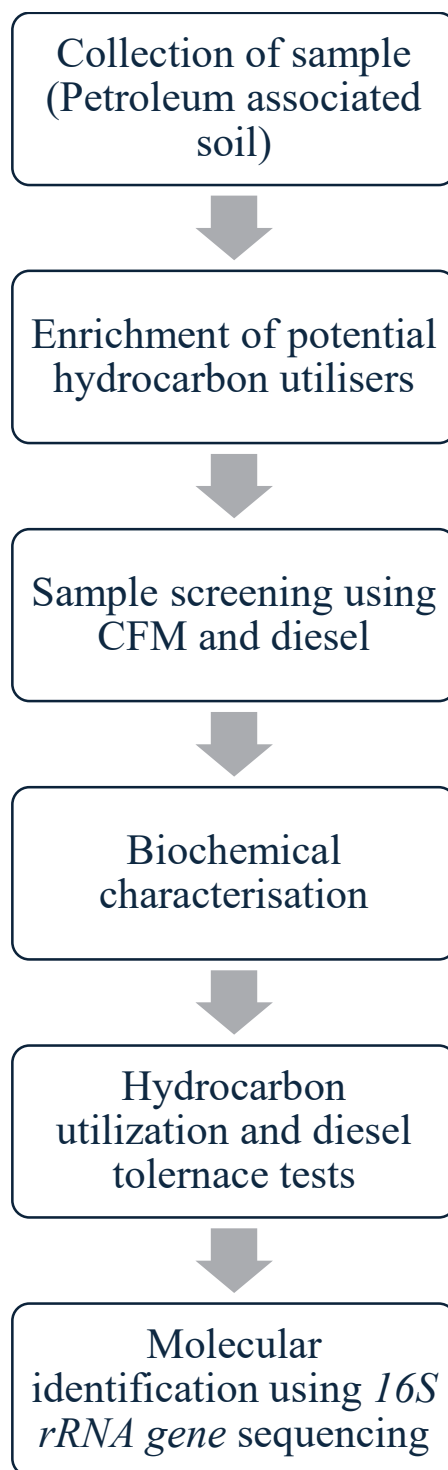 Collection of sample
(Petroleum associated
soil)
Enrichment of potential
hydrocarbon utilisers
Sample screening using
CFM and diesel
Biochemical
characterisation
Hydrocarbon
utilization and diesel
tolernace tests
Molecular
identification using 16S
rRNA gene sequencing